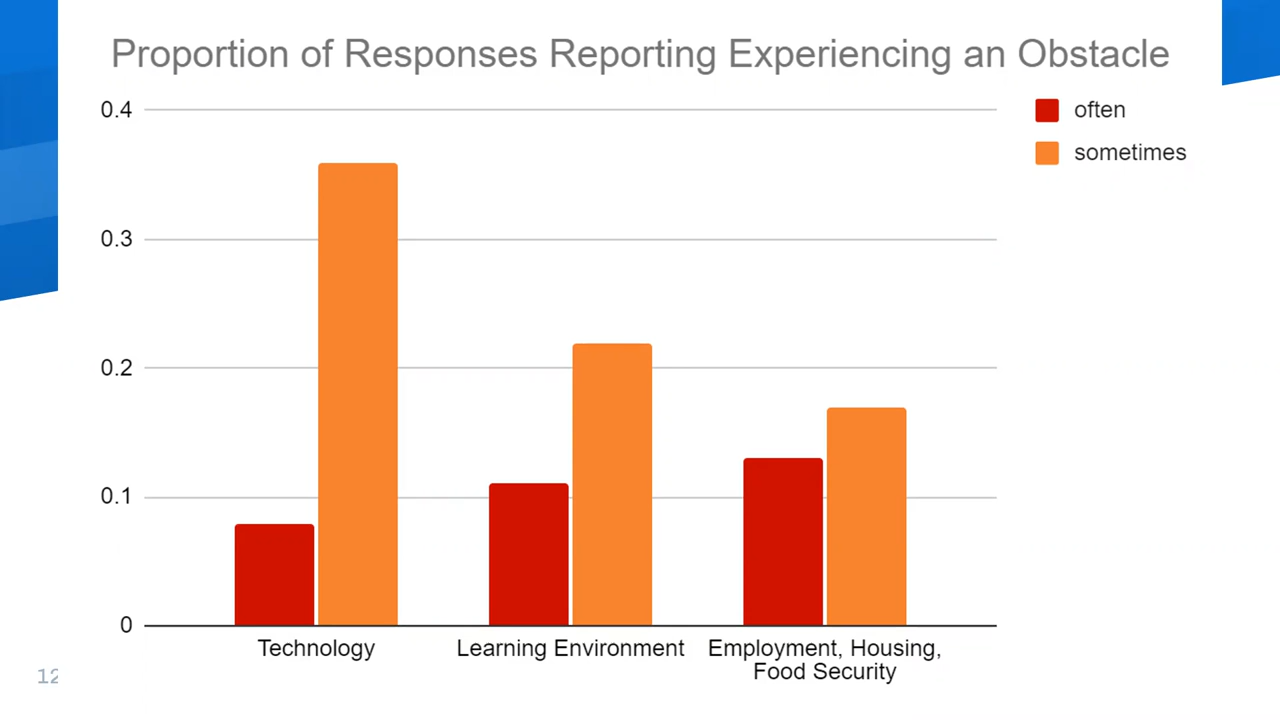 Proportion of Responses Reporting Experiencing an Obstacle
0.4
0.3
0.2
0.1
0
often
sometimes
Technology
Learning Environment
Employment, Housing,
Food Security
12